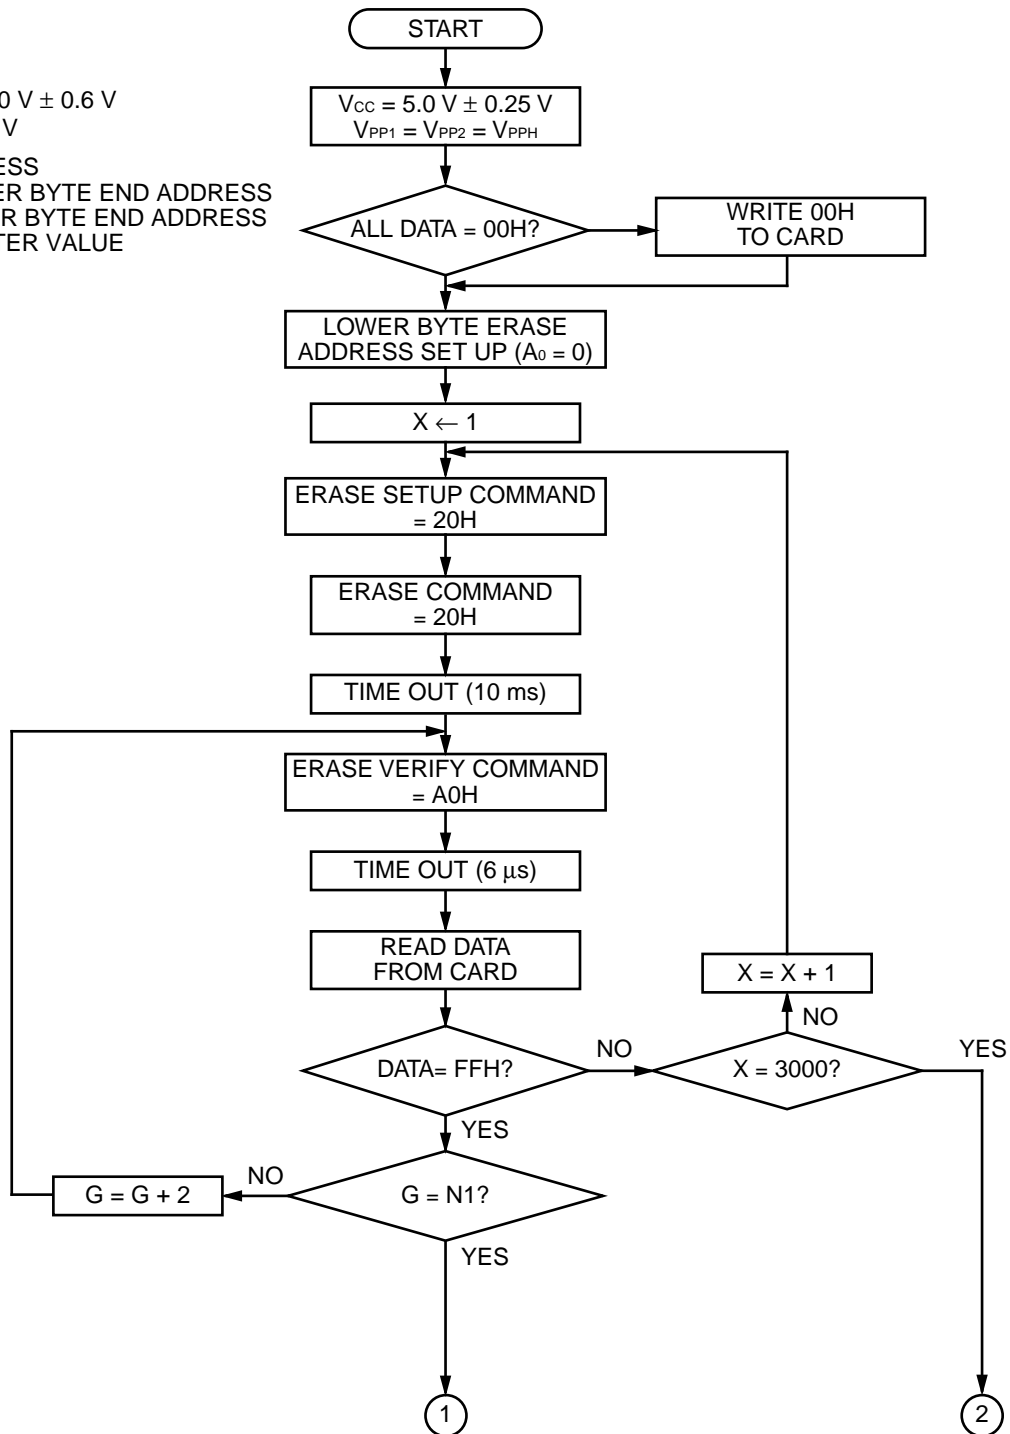 START
0 V ± 0.6 V
V
ESS
ER BYTE END ADDRESS
R BYTE END ADDRESS
TER VALUE
VCC = 5.0 V ± 0.25 V
VPP1 = VPP2 = VPPH
ALL DATA = 00H?
WRITE 00H
TO CARD
LOWER BYTE ERASE
ADDRESS SET UP (A0 = 0)
X ← 1
ERASE SETUP COMMAND
= 20H
ERASE COMMAND
= 20H
TIME OUT (10 ms)
ERASE VERIFY COMMAND
= A0H
TIME OUT (6 μs)
READ DATA
FROM CARD
X = X + 1
NO
DATA= FFH?
NO
X = 3000?
YES
YES
G = G + 2
NO
G = N1?
YES
1
2